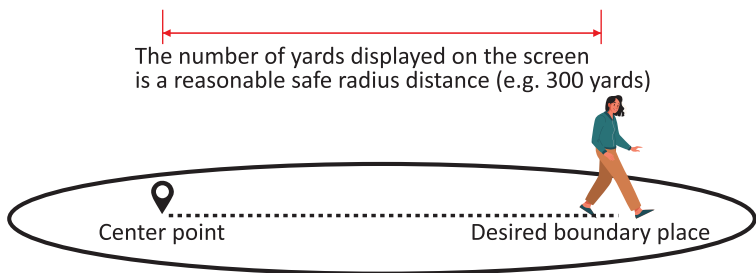 The number of yards displayed on the screen
is a reasonable safe radius distance (e.g. 300 yards)
Center point
Desired boundary place